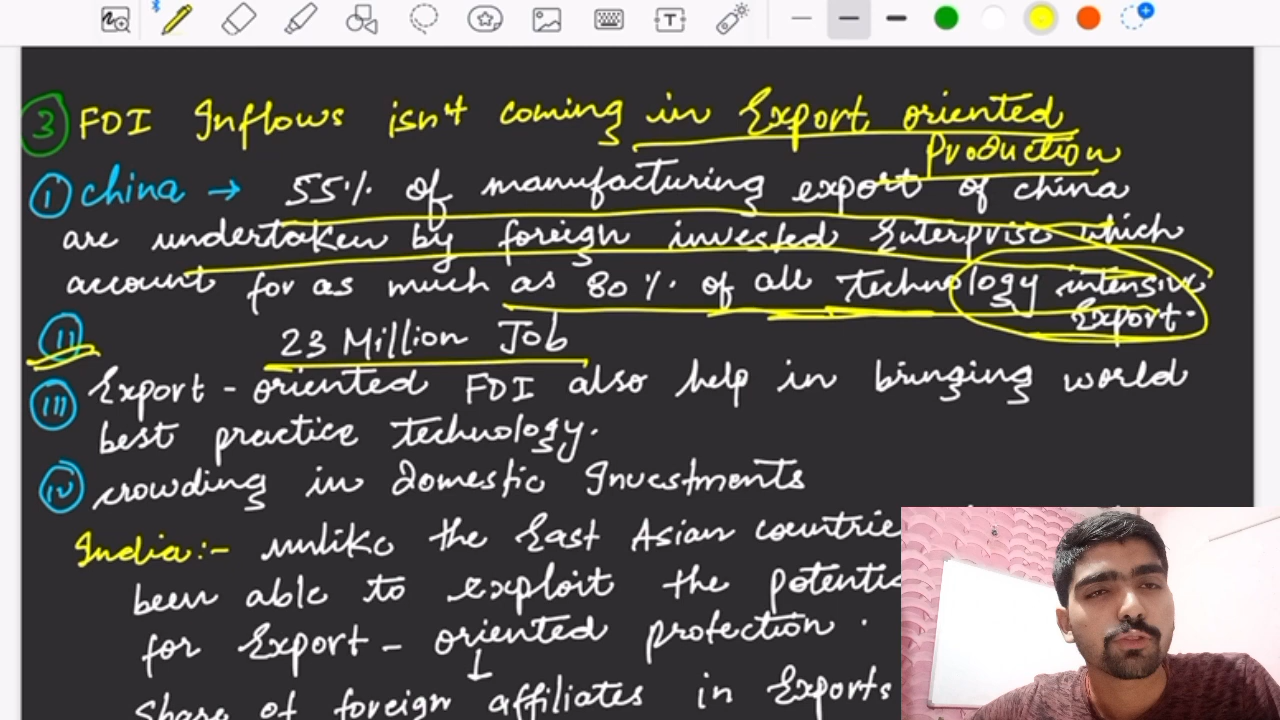 3 FDI Inflows isn't coming in Export oriented
Production
i China → 55% of manufacturing export of china
are undertaken by foreign invested Enterprise which
account for as much as 80% of all technology intensive
Export.
ii 23 Million Job
iii Export - oriented FDI also help in bringing world
best practice technology.
iv crowding in domestic Investments
India:- unlike the East Asian countrie
been able to exploit the potentia
for Export - oriented protection.
↓
Share of foreign affiliates in Exports